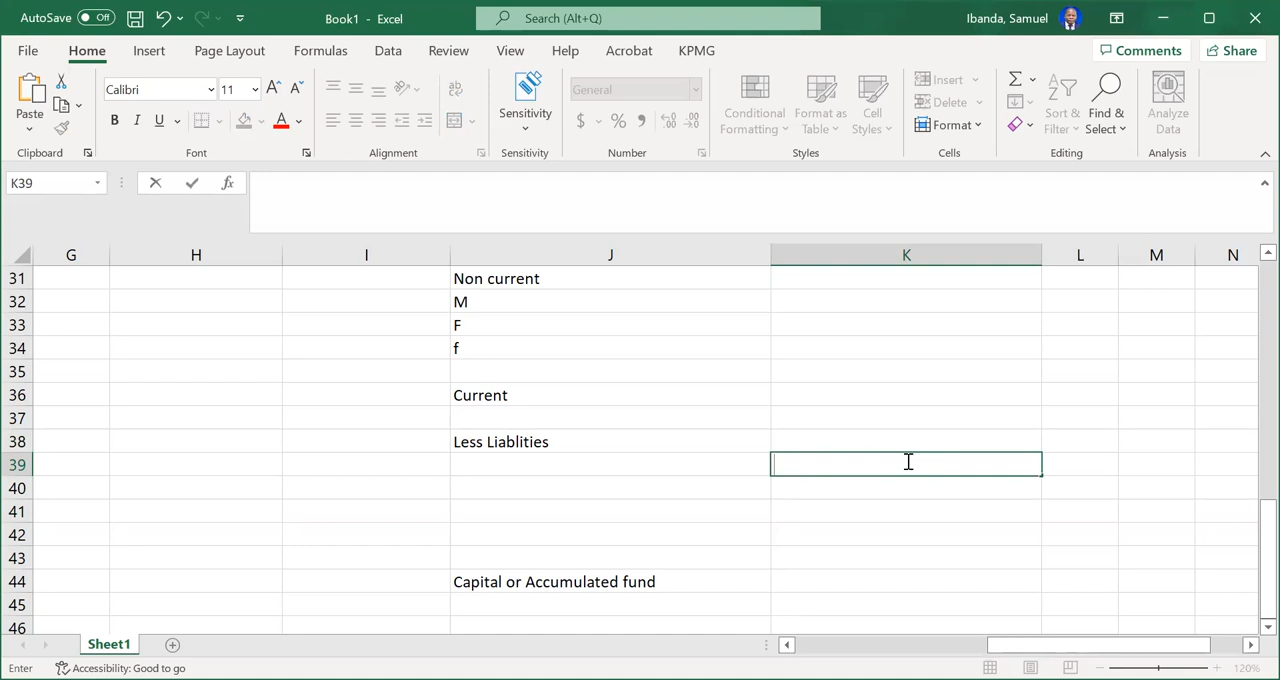 AutoSave Off Book1 - Excel Search (Alt+Q) Ibanda, Samuel
File Home Insert Page Layout Formulas Data Review View Help Acrobat KPMG Comments Share
Calibri 11 A A ab General
Paste B I U A Sensitivity $ % 9 Conditional Formatting Format as Table Cell Styles Insert Delete Format Sort & Filter Find & Select Analyze Data
Clipboard Font Alignment Sensitivity Number Styles Cells Editing Analysis
K39 fx
G H I J K L M N
31 Non current
32 M
33 F
34 f
35
36 Current
37
38 Less Liablities
39
40
41
42
43
44 Capital or Accumulated fund
45
46
Sheet1
Enter Accessibility: Good to go 120%